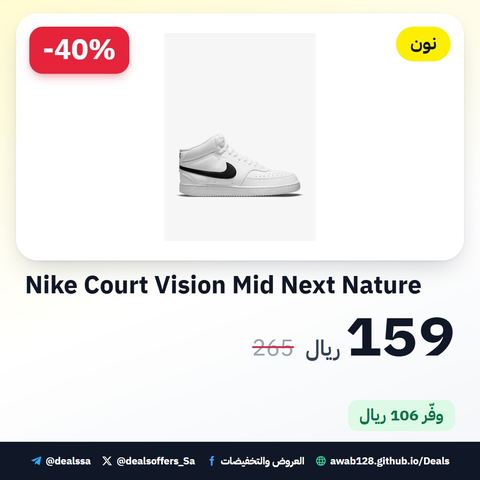 -40%
نون
Nike Court Vision Mid Next Nature
159 ريال 265
وفّر 106 ريال
@dealssa @dealsoffers_Sa العروض والتخفيضات awab128.github.io/Deals